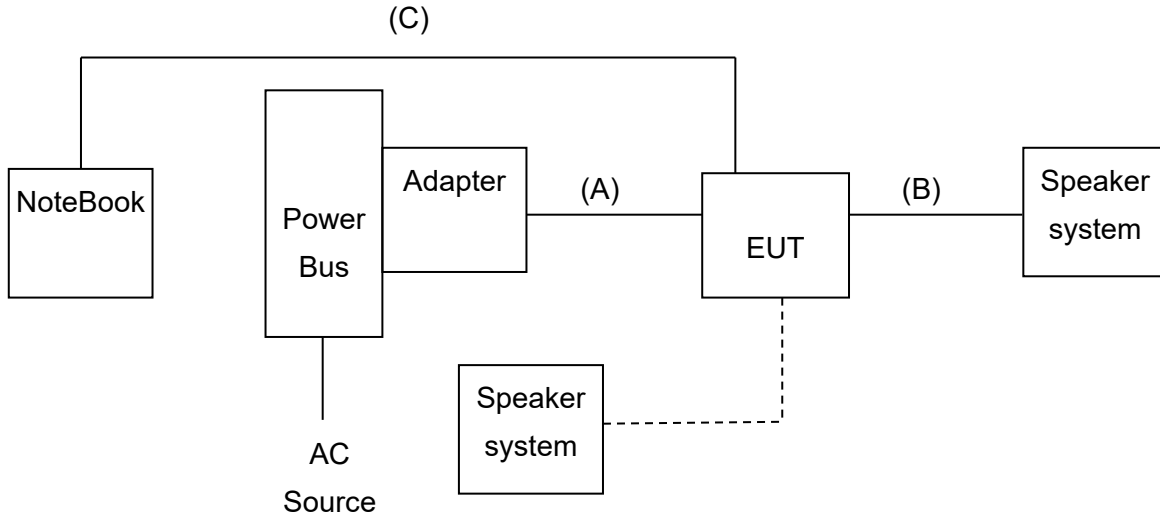 (C)
NoteBook
Power
Bus
Adapter
(A)
EUT
(B)
Speaker
system
Speaker
system
AC
Source